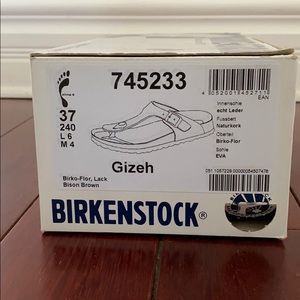 745233
37
240
L 6
M 4
Gizeh
Birko-Flor, Lack
Bison Brown
EAN
Innensohle
echt Leder
Fussbett
Naturkork
Oberteil
Birko-Flor
Sohle
EVA
BIRKENSTOCK®